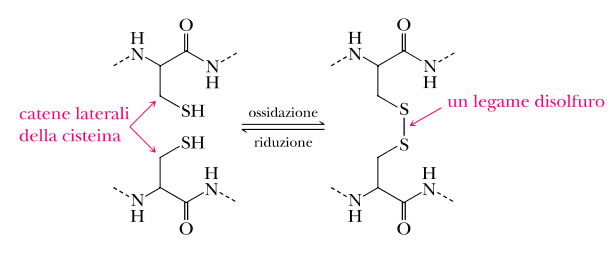 H
N
O
N
H
SH
catene laterali
della cisteina
SH
H
N
N
H
O
ossidazione
riduzione
H
N
O
N
H
S
S
un legame disolfuro
H
N
N
H
O